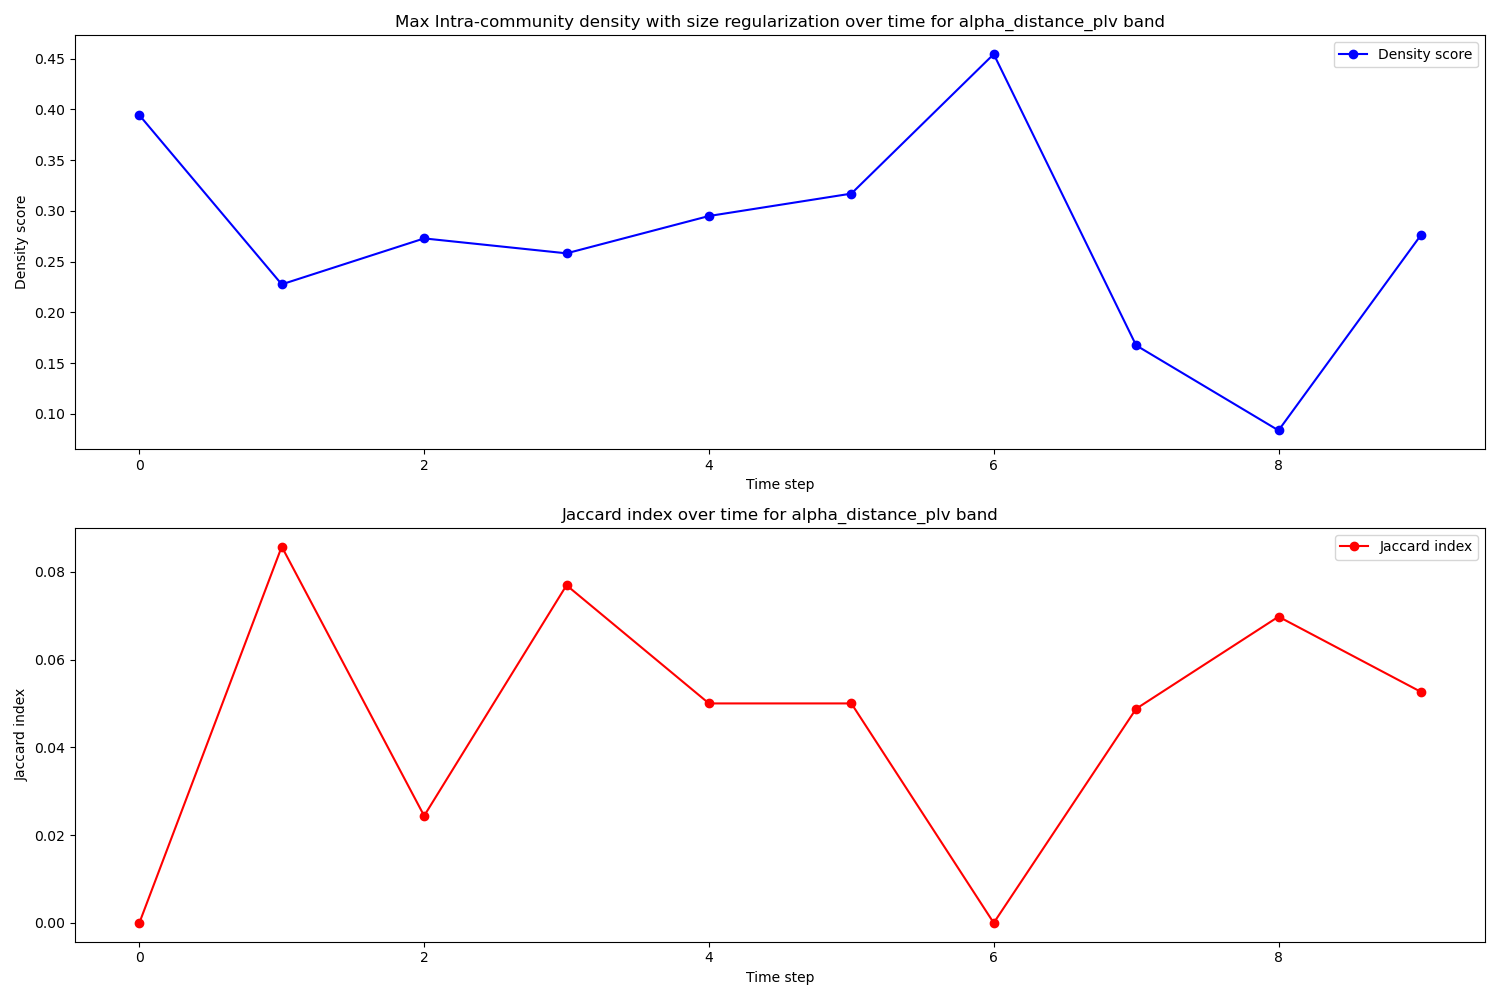 Max Intra-community density with size regularization over time for alpha_distance_plv band
Density score
0.45
0.40
0.35
0.30
0.25
0.20
0.15
0.10
Density score
0 2 4 6 8
Time step
Jaccard index over time for alpha_distance_plv band
Jaccard index
0.08
0.06
0.04
0.02
0.00
Jaccard index
0 2 4 6 8
Time step